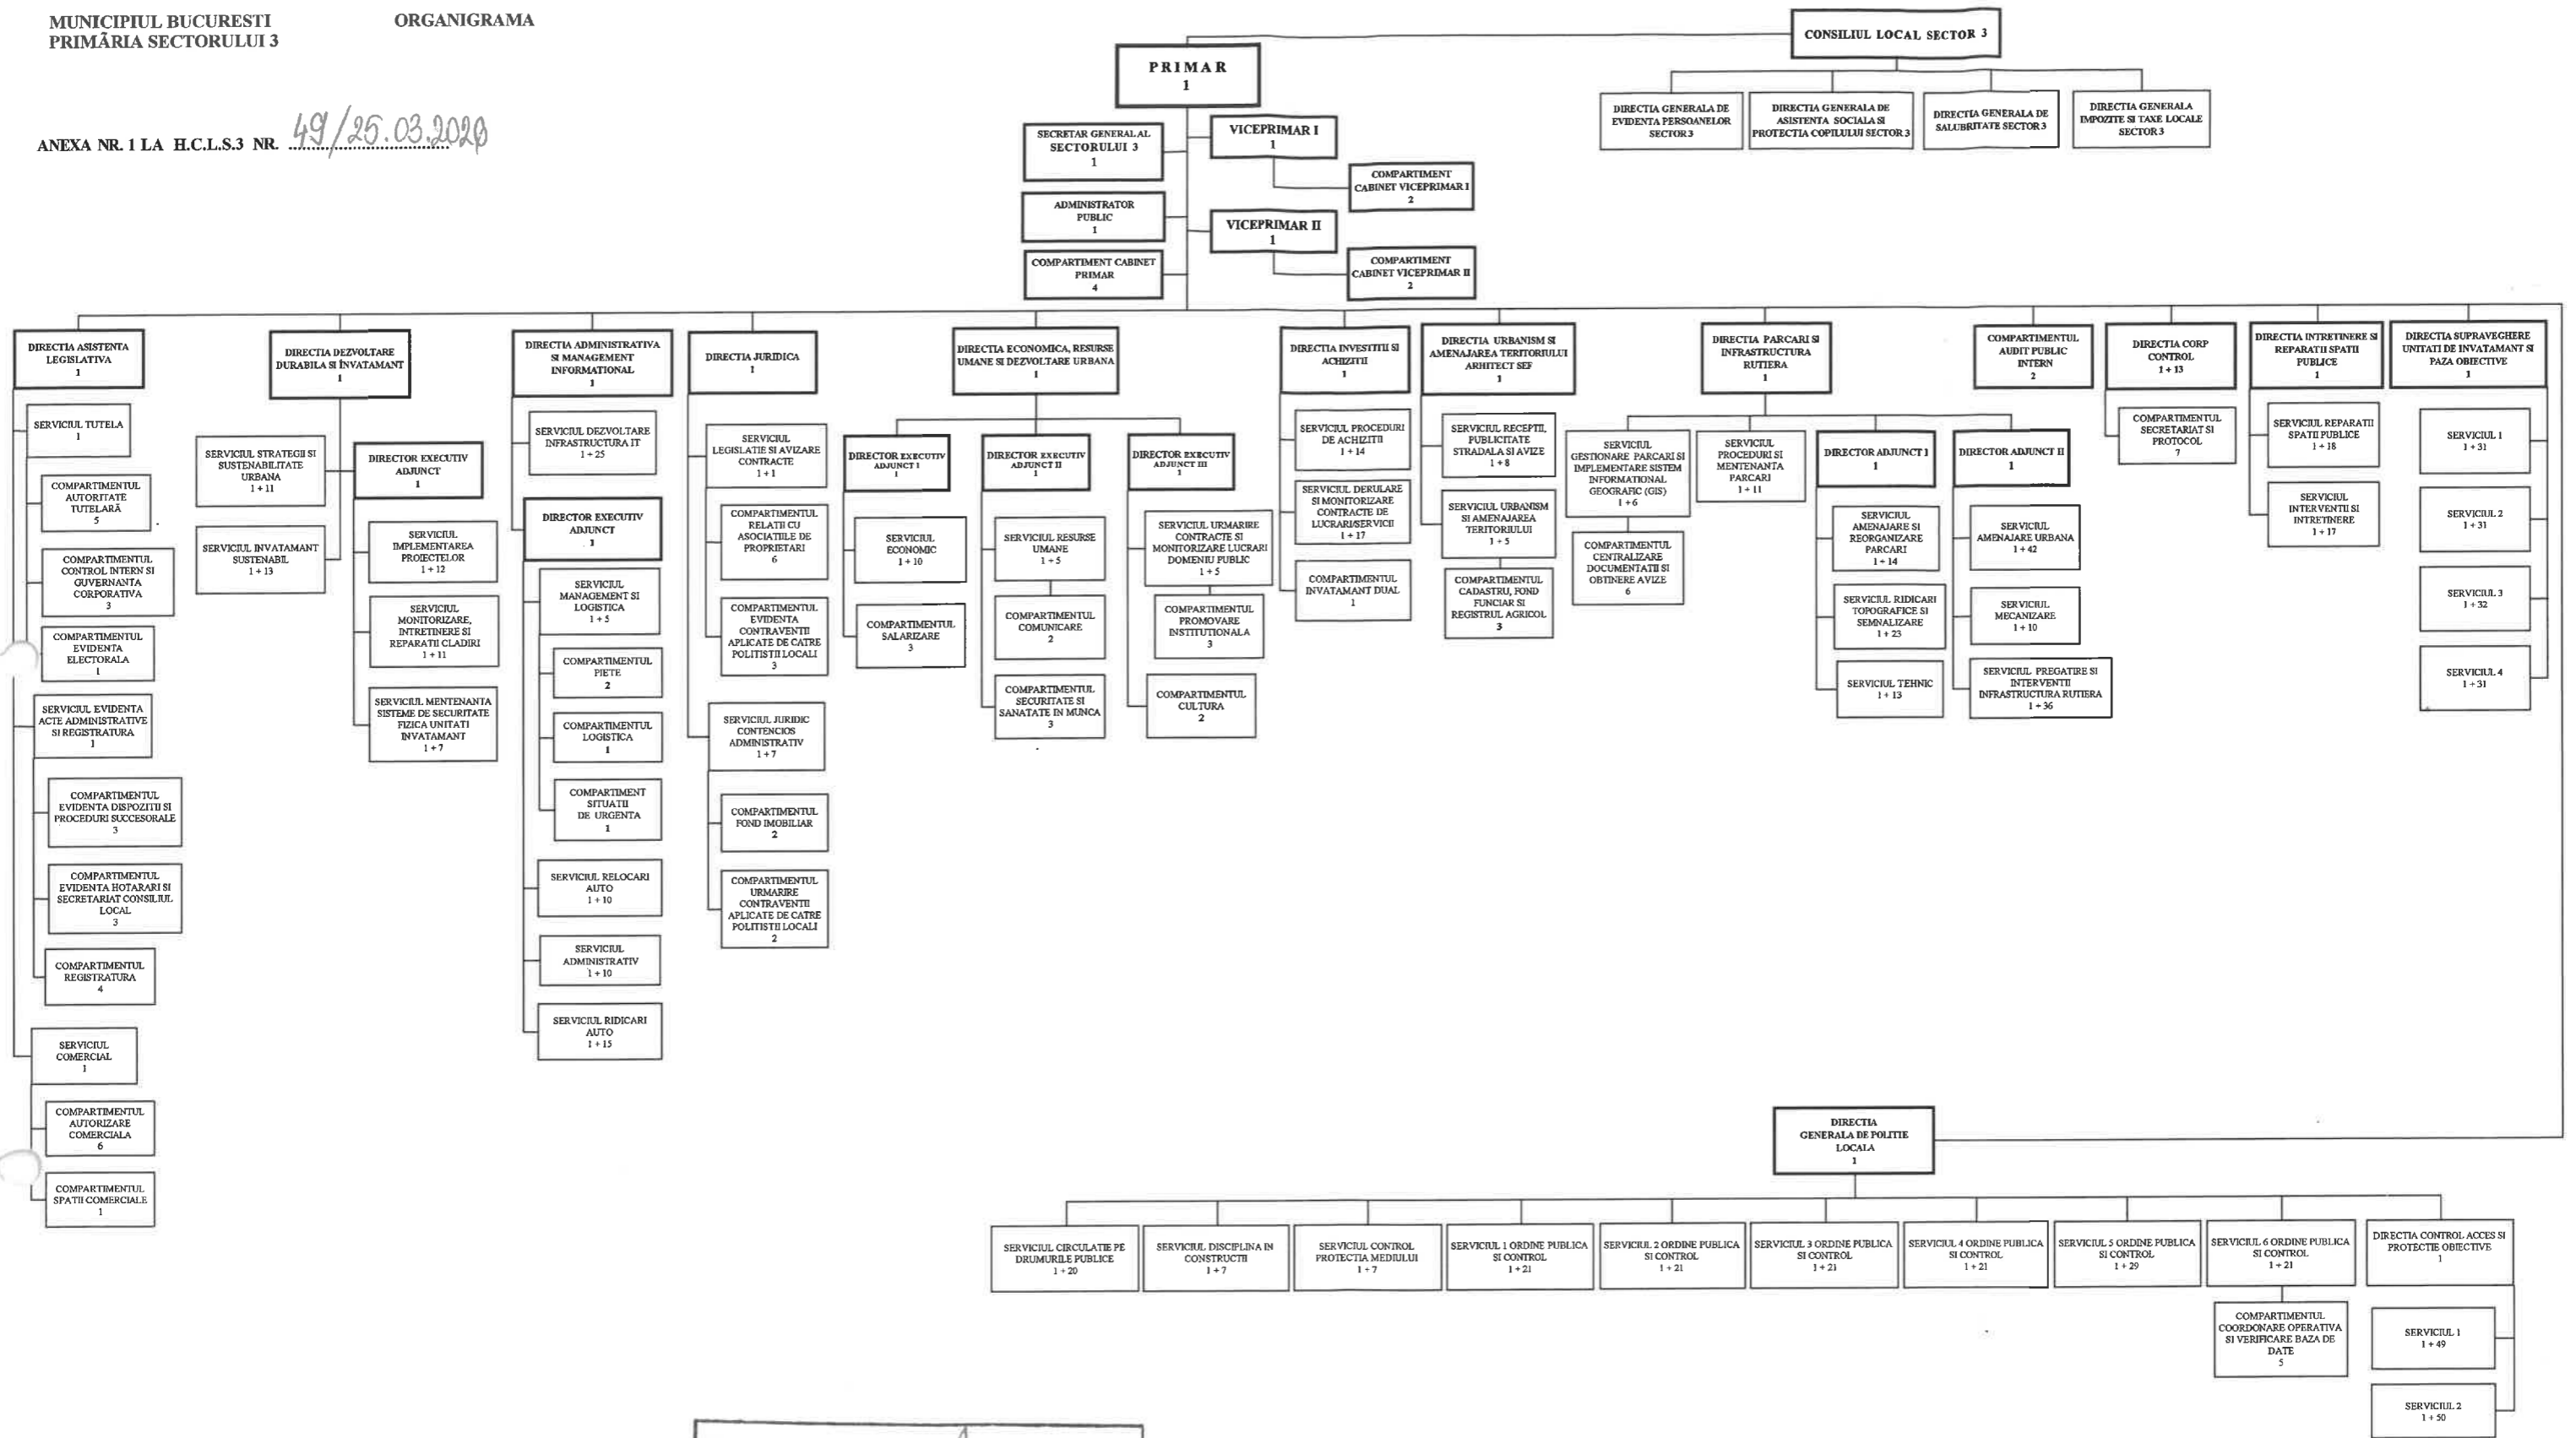 MUNICIPIUL BUCURESTI
PRIMĂRIA SECTORULUI 3
ORGANIGRAMA
ANEXA NR. 1 LA H.C.L.S.3 NR. 49/25.03.2020
CONSILIUL LOCAL SECTOR 3
DIRECTIA GENERALA DE
EVIDENTA PERSOANELOR
SECTOR 3
DIRECTIA GENERALA DE
ASISTENTA SOCIALA SI
PROTECTIA COPILULUI SECTOR 3
DIRECTIA GENERALA DE
SALUBRITATE SECTOR 3
DIRECTIA GENERALA
IMPOZITE SI TAXE LOCALE
SECTOR 3
PRIMAR
1
SECRETAR GENERAL AL
SECTORULUI 3
1
VICEPRIMAR I
1
COMPARTIMENT
CABINET VICEPRIMAR I
2
ADMINISTRATOR
PUBLIC
1
VICEPRIMAR II
1
COMPARTIMENT CABINET
PRIMAR
4
COMPARTIMENT
CABINET VICEPRIMAR II
2
DIRECTIA ASISTENTA
LEGISLATIVA
1
SERVICIUL TUTELA
1
COMPARTIMENTUL
AUTORITATE
TUTELARĂ
5
COMPARTIMENTUL
CONTROL INTERN SI
GUVERNANTA
CORPORATIVA
3
COMPARTIMENTUL
EVIDENTA
ELECTORALA
1
SERVICIUL EVIDENTA
ACTE ADMINISTRATIVE
SI REGISTRATURA
1
COMPARTIMENTUL
EVIDENTA DISPOZITII SI
PROCEDURI SUCCESORALE
3
COMPARTIMENTUL
EVIDENTA HOTARARI SI
SECRETARIAT CONSILIUL
LOCAL
3
COMPARTIMENTUL
REGISTRATURA
4
SERVICIUL
COMERCIAL
1
COMPARTIMENTUL
AUTORIZARE
COMERCIALA
6
COMPARTIMENTUL
SPATII COMERCIALE
1
DIRECTIA DEZVOLTARE
DURABILA SI ÎNVATAMANT
1
SERVICIUL STRATEGII SI
SUSTENABILITATE
URBANA
1 + 11
SERVICIUL INVATAMANT
SUSTENABIL
1 + 13
DIRECTOR EXECUTIV
ADJUNCT
1
SERVICIUL
IMPLEMENTAREA
PROIECTELOR
1 + 12
SERVICIUL
MONITORIZARE,
INTRETINERE SI
REPARATII CLADIRI
1 + 11
SERVICIUL MENTENANTA
SISTEME DE SECURITATE
FIZICA UNITATI
INVATAMANT
1 + 7
DIRECTIA ADMINISTRATIVA
SI MANAGEMENT
INFORMATIONAL
1
SERVICIUL DEZVOLTARE
INFRASTRUCTURA IT
1 + 25
DIRECTOR EXECUTIV
ADJUNCT
1
SERVICIUL
MANAGEMENT SI
LOGISTICA
1 + 5
COMPARTIMENTUL
PIETE
2
COMPARTIMENTUL
LOGISTICA
1
COMPARTIMENT
SITUATII
DE URGENTA
1
SERVICIUL RELOCARI
AUTO
1 + 10
SERVICIUL
ADMINISTRATIV
1 + 10
SERVICIUL RIDICARI
AUTO
1 + 15
DIRECTIA JURIDICA
1
SERVICIUL
LEGISLATIE SI AVIZARE
CONTRACTE
1 + 1
COMPARTIMENTUL
RELATII CU
ASOCIATIILE DE
PROPRIETARI
6
COMPARTIMENTUL
EVIDENTA
CONTRAVENTII
APLICATE DE CATRE
POLITISTII LOCALI
3
SERVICIUL JURIDIC
CONTENCIOS
ADMINISTRATIV
1 + 7
COMPARTIMENTUL
FOND IMOBILIAR
2
COMPARTIMENTUL
URMARIRE
CONTRAVENTII
APLICATE DE CATRE
POLITISTII LOCALI
2
DIRECTIA ECONOMICA, RESURSE
UMANE SI DEZVOLTARE URBANA
1
DIRECTOR EXECUTIV
ADJUNCT I
1
SERVICIUL
ECONOMIC
1 + 10
COMPARTIMENTUL
SALARIZARE
3
DIRECTOR EXECUTIV
ADJUNCT II
1
SERVICIUL RESURSE
UMANE
1 + 5
COMPARTIMENTUL
COMUNICARE
2
COMPARTIMENTUL
SECURITATE SI
SANATATE IN MUNCA
3
DIRECTOR EXECUTIV
ADJUNCT III
1
SERVICIUL URMARIRE
CONTRACTE SI
MONITORIZARE LUCRARI
DOMENIU PUBLIC
1 + 5
COMPARTIMENTUL
PROMOVARE
INSTITUTIONALA
3
COMPARTIMENTUL
CULTURA
2
DIRECTIA INVESTITII SI
ACHIZITII
1
SERVICIUL PROCEDURI
DE ACHIZITII
1 + 14
SERVICIUL DERULARE
SI MONITORIZARE
CONTRACTE DE
LUCRARI/SERVICII
1 + 17
COMPARTIMENTUL
INVATAMANT DUAL
1
DIRECTIA URBANISM SI
AMENAJAREA TERITORIULUI
ARHITECT SEF
1
SERVICIUL RECEPTII,
PUBLICITATE
STRADALA SI AVIZE
1 + 8
SERVICIUL URBANISM
SI AMENAJAREA
TERITORIULUI
1 + 5
COMPARTIMENTUL
CADASTRU, FOND
FUNCIAR SI
REGISTRUL AGRICOL
3
DIRECTIA PARCARI SI
INFRASTRUCTURA
RUTIERA
1
SERVICIUL
GESTIONARE PARCARI SI
IMPLEMENTARE SISTEM
INFORMATIONAL
GEOGRAFIC (GIS)
1 + 6
COMPARTIMENTUL
CENTRALIZARE
DOCUMENTATII SI
OBTINERE AVIZE
6
SERVICIUL
PROCEDURI SI
MENTENANTA
PARCARI
1 + 11
DIRECTOR ADJUNCT I
1
SERVICIUL
AMENAJARE SI
REORGANIZARE
PARCARI
1 + 14
SERVICIUL RIDICARI
TOPOGRAFICE SI
SEMNALIZARE
1 + 23
SERVICIUL TEHNIC
1 + 13
DIRECTOR ADJUNCT II
1
SERVICIUL
AMENAJARE URBANA
1 + 42
SERVICIUL
MECANIZARE
1 + 10
SERVICIUL PREGATIRE SI
INTERVENTII
INFRASTRUCTURA RUTIERA
1 + 36
COMPARTIMENTUL
AUDIT PUBLIC
INTERN
2
DIRECTIA CORP
CONTROL
1 + 13
COMPARTIMENTUL
SECRETARIAT SI
PROTOCOL
7
DIRECTIA INTRETINERE SI
REPARATII SPATII
PUBLICE
1
SERVICIUL REPARATII
SPATII PUBLICE
1 + 18
SERVICIUL
INTERVENTII SI
INTRETINERE
1 + 17
DIRECTIA SUPRAVEGHERE
UNITATI DE INVATAMANT SI
PAZA OBIECTIVE
1
SERVICIUL 1
1 + 31
SERVICIUL 2
1 + 31
SERVICIUL 3
1 + 32
SERVICIUL 4
1 + 31
DIRECTIA
GENERALA DE POLITIE
LOCALA
1
SERVICIUL CIRCULATIE PE
DRUMURILE PUBLICE
1 + 20
SERVICIUL DISCIPLINA IN
CONSTRUCTII
1 + 7
SERVICIUL CONTROL
PROTECTIA MEDIULUI
1 + 7
SERVICIUL 1 ORDINE PUBLICA
SI CONTROL
1 + 21
SERVICIUL 2 ORDINE PUBLICA
SI CONTROL
1 + 21
SERVICIUL 3 ORDINE PUBLICA
SI CONTROL
1 + 21
SERVICIUL 4 ORDINE PUBLICA
SI CONTROL
1 + 21
SERVICIUL 5 ORDINE PUBLICA
SI CONTROL
1 + 29
SERVICIUL 6 ORDINE PUBLICA
SI CONTROL
1 + 21
COMPARTIMENTUL
COORDONARE OPERATIVA
SI VERIFICARE BAZA DE
DATE
5
DIRECTIA CONTROL ACCES SI
PROTECTIE OBIECTIVE
1
SERVICIUL 1
1 + 49
SERVICIUL 2
1 + 50